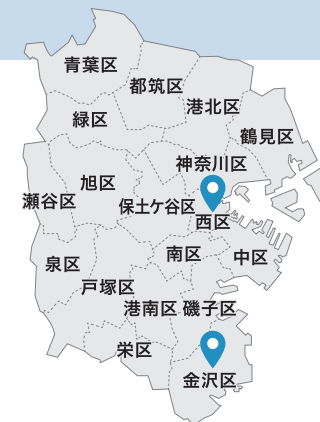 青葉区
都筑区
港北区
緑区
鶴見区
神奈川区
旭区
瀬谷区
保土ケ谷区
西区
南区
中区
泉区
戸塚区
港南区
磯子区
栄区
金沢区